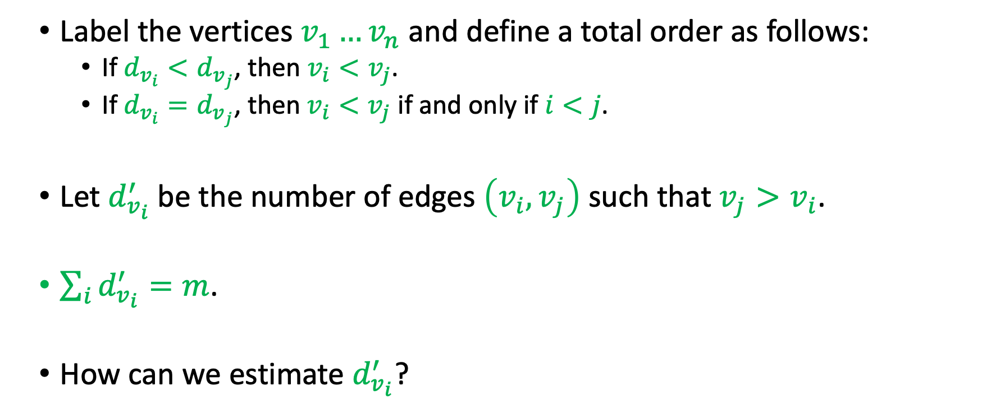 • Label the vertices $v_1 \ldots v_n$ and define a total order as follows:
• If $d_{v_i} < d_{v_j}$, then $v_i < v_j$.
• If $d_{v_i} = d_{v_j}$, then $v_i < v_j$ if and only if $i < j$.
• Let $d'_{v_i}$ be the number of edges $(v_i, v_j)$ such that $v_j > v_i$.
• $\sum_i d'_{v_i} = m$.
• How can we estimate $d'_{v_i}$?